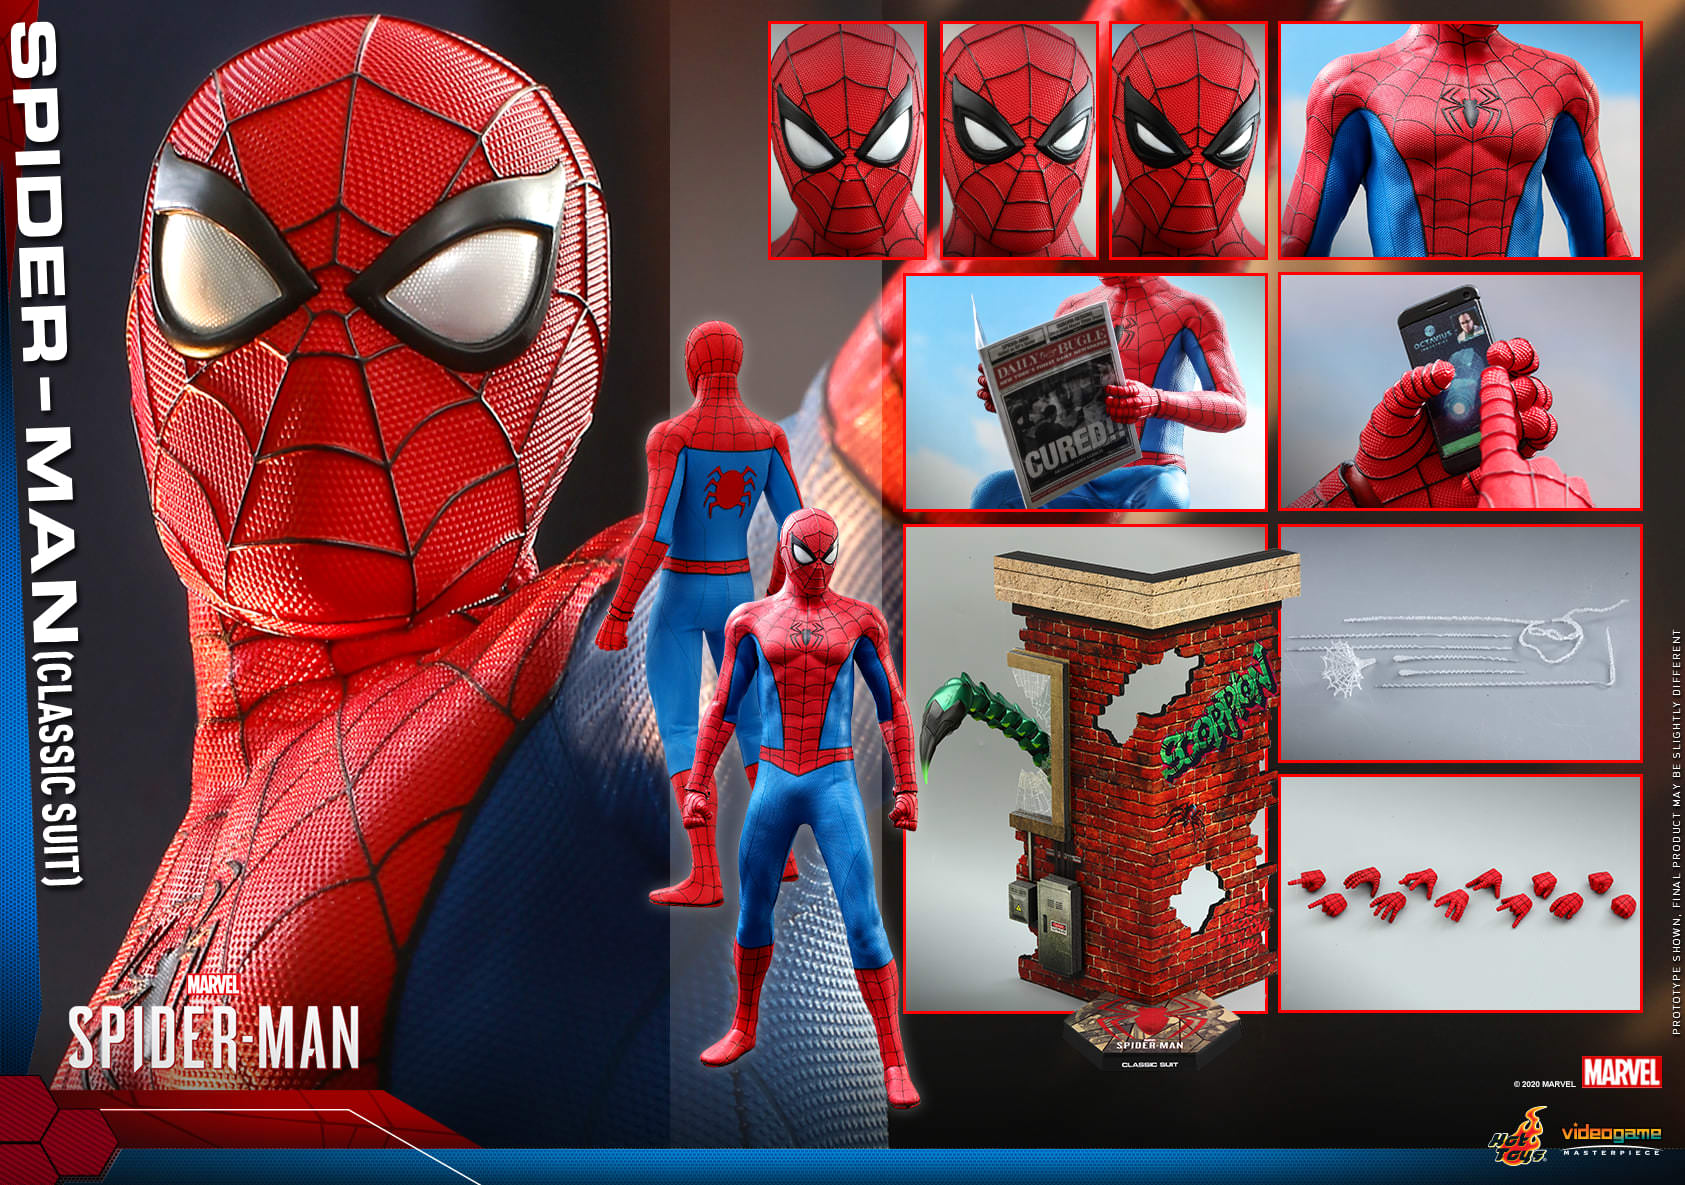 SPIDER-MAN (CLASSIC SUIT)
MARVEL
SPIDER-MAN
DAILY BUGLE
CURED!!
OCTAVIUS
INDUSTRIES
SCORPION
SPIDER-MAN
CLASSIC SUIT
PROTOTYPE SHOWN, FINAL PRODUCT MAY BE SLIGHTLY DIFFERENT
© 2020 MARVEL
MARVEL
HOT TOYS
videogame
MASTERPIECE